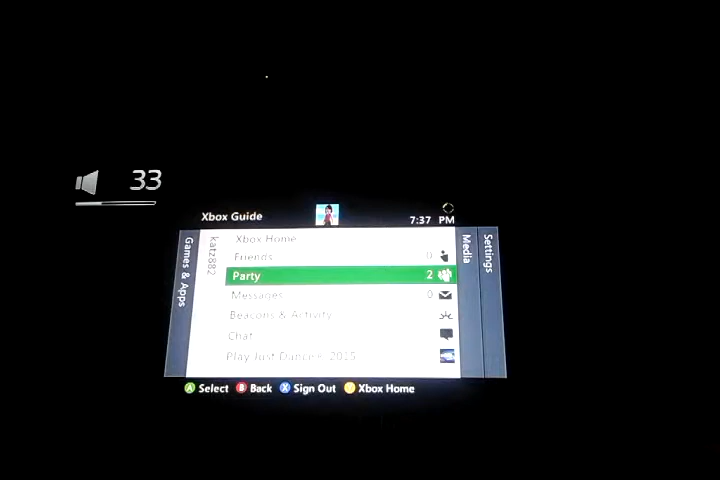 33
Xbox Guide
7:37 PM
Games & Apps
katz882
Xbox Home
Friends 0
Party 2
Messages 0
Beacons & Activity
Chat
Play Just Dance® 2015
Media
Settings
A Select B Back X Sign Out Y Xbox Home